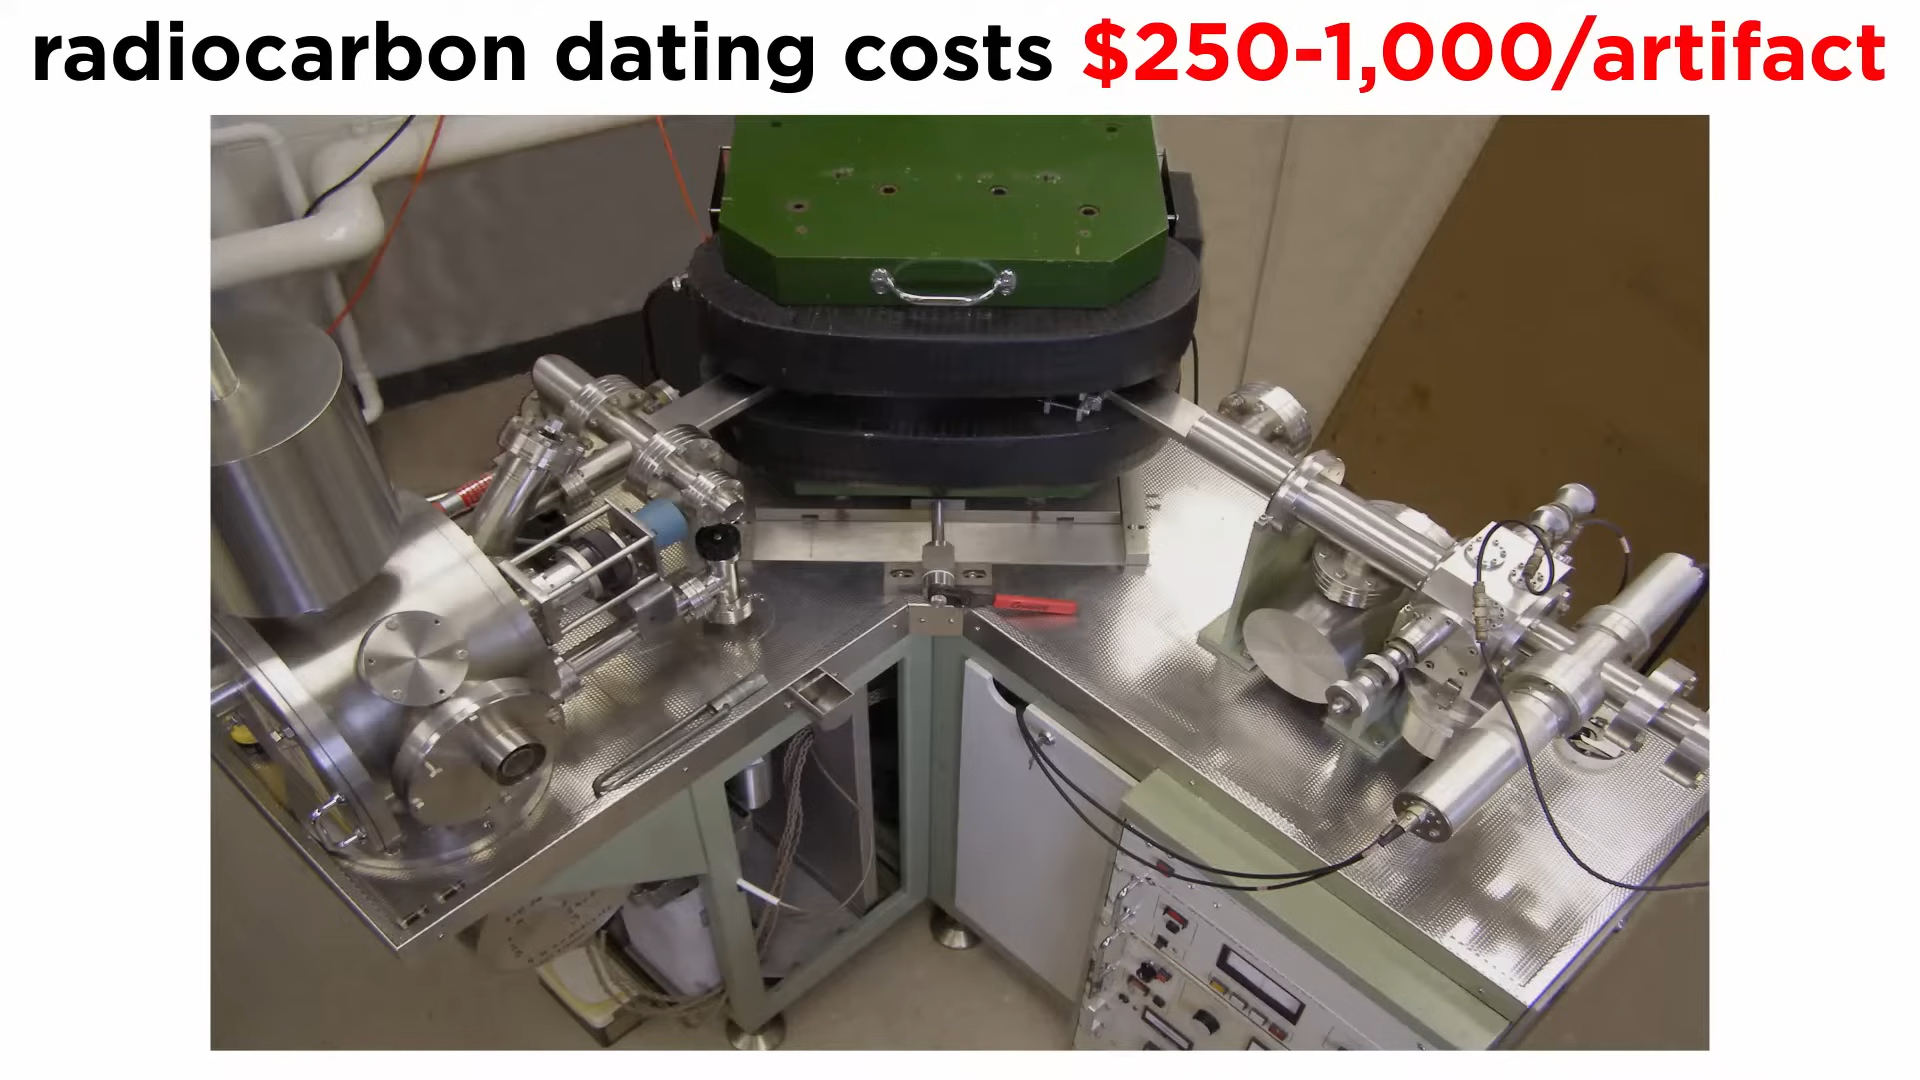 radiocarbon dating costs $250-1,000/artifact